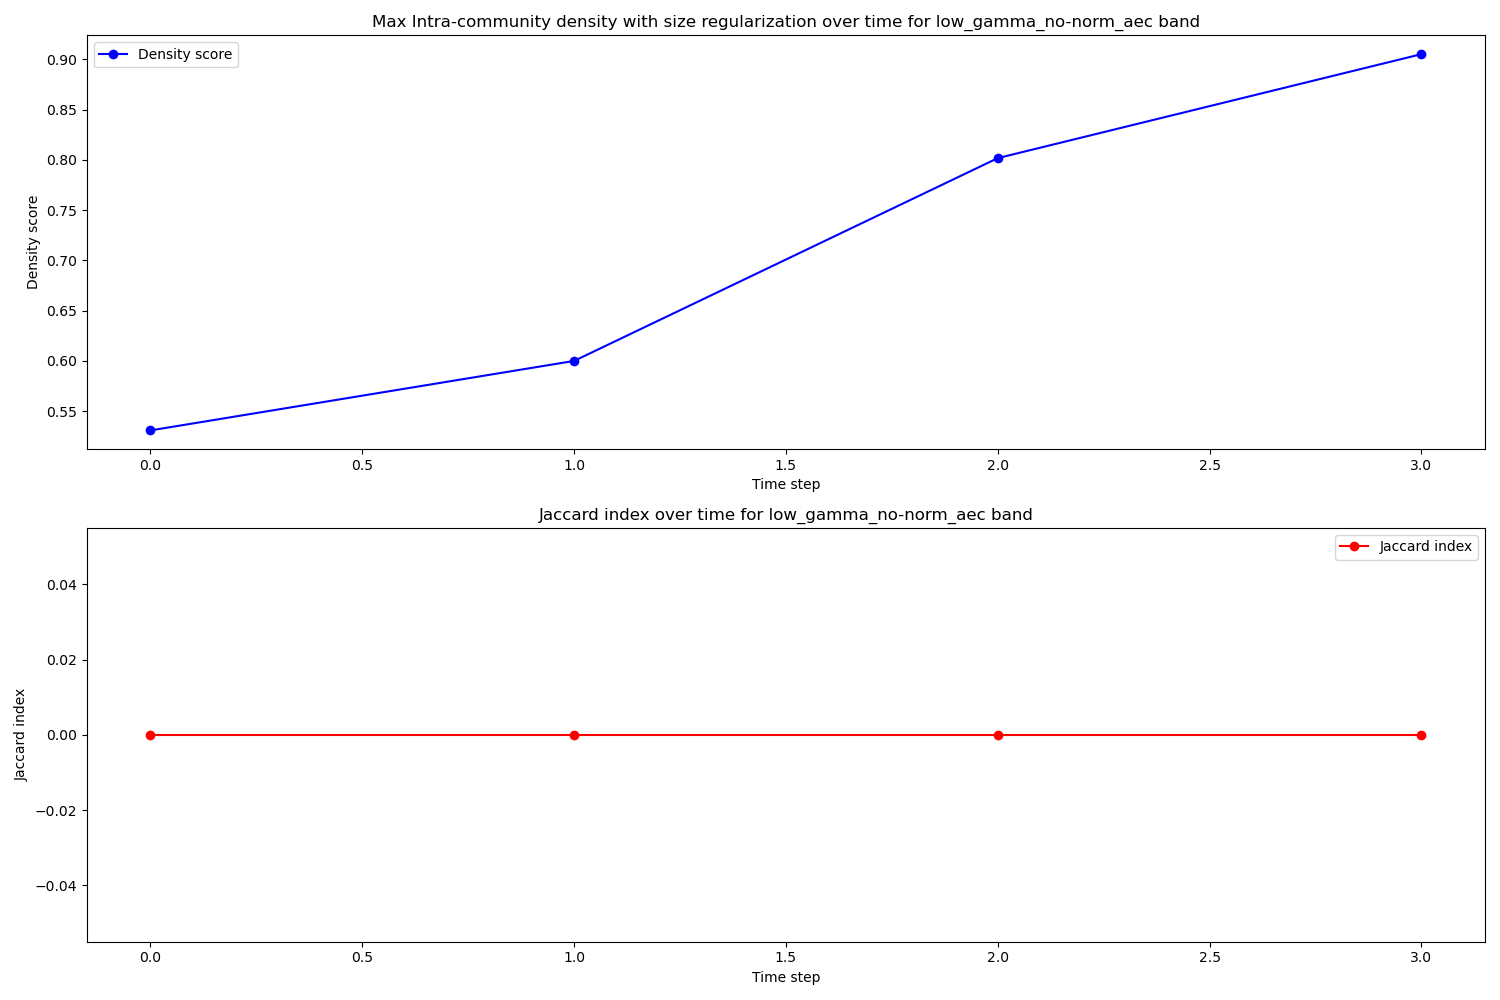 Max Intra-community density with size regularization over time for low_gamma_no-norm_aec band
Density score
0.90
0.85
0.80
0.75
0.70
0.65
0.60
0.55
Density score
0.0 0.5 1.0 1.5 2.0 2.5 3.0
Time step
Jaccard index over time for low_gamma_no-norm_aec band
Jaccard index
0.04
0.02
0.00
−0.02
−0.04
Jaccard index
0.0 0.5 1.0 1.5 2.0 2.5 3.0
Time step